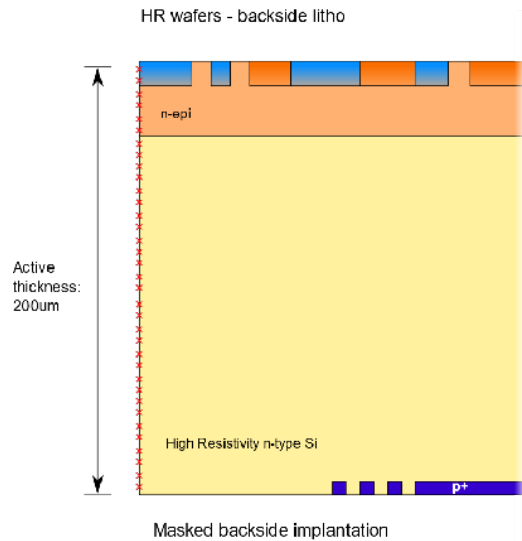 HR wafers - backside litho
n-epi
Active
thickness:
200um
High Resistivity n-type Si
p+
Masked backside implantation